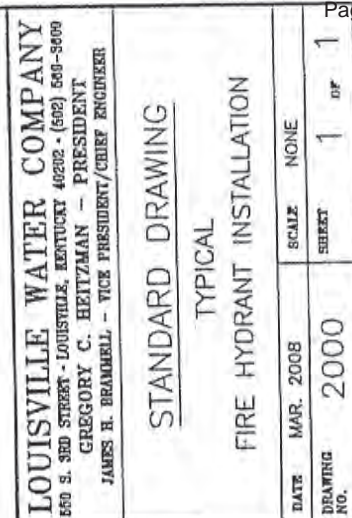 Pag
LOUISVILLE WATER COMPANY
550 S. 3RD STREET - LOUISVILLE, KENTUCKY 40202 - (502) 569-3600
GREGORY C. HEITZMAN - PRESIDENT
JAMES H. BRAMMELL - VICE PRESIDENT/CHIEF ENGINEER
STANDARD DRAWING
TYPICAL
FIRE HYDRANT INSTALLATION
DATE MAR. 2008
SCALE NONE
DRAWING NO. 2000
SHEET 1 OF 1